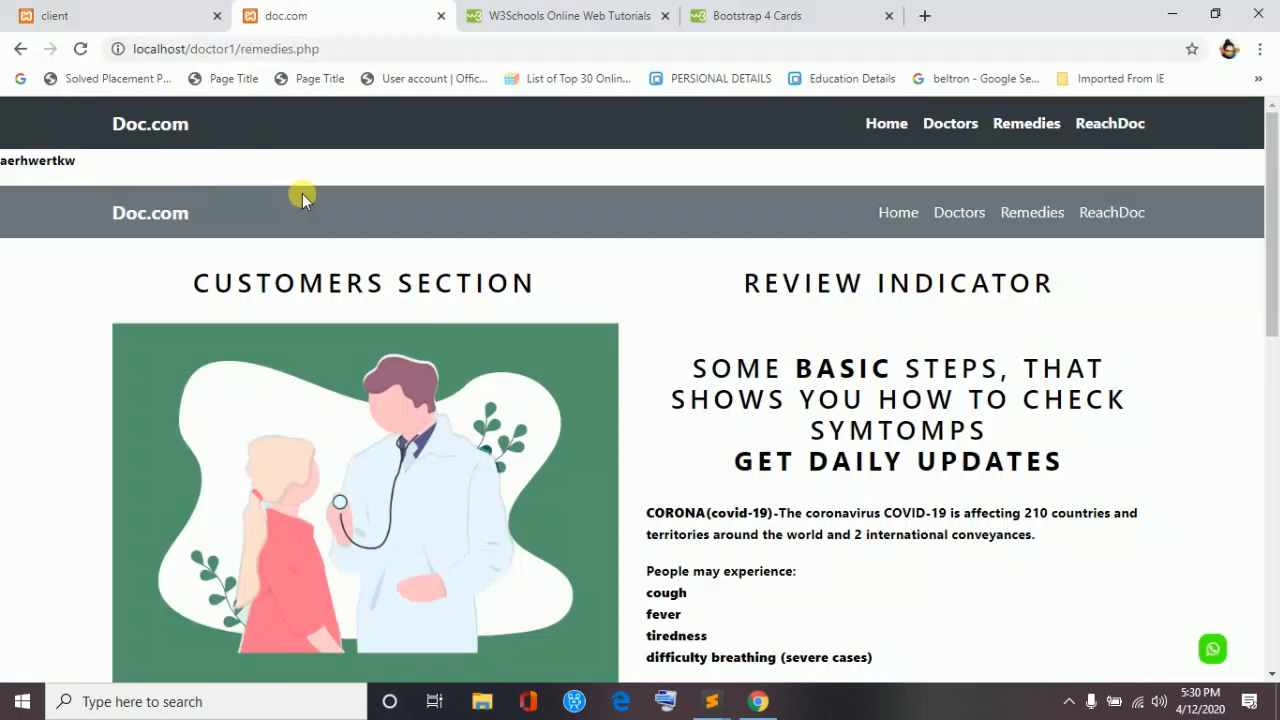 client
doc.com
W3Schools Online Web Tutorials
Bootstrap 4 Cards
localhost/doctor1/remedies.php
Solved Placement P...
Page Title
Page Title
User account | Offic...
List of Top 30 Onlin...
PERSIONAL DETAILS
Education Details
beltron - Google Se...
Imported From IE
Doc.com
Home
Doctors
Remedies
ReachDoc
aerhwertkw
Doc.com
Home
Doctors
Remedies
ReachDoc
CUSTOMERS SECTION
REVIEW INDICATOR
SOME BASIC STEPS, THAT
SHOWS YOU HOW TO CHECK
SYMTOMPS
GET DAILY UPDATES
CORONA(covid-19)-The coronavirus COVID-19 is affecting 210 countries and
territories around the world and 2 international conveyances.
People may experience:
cough
fever
tiredness
difficulty breathing (severe cases)
Type here to search
5:30 PM
4/12/2020